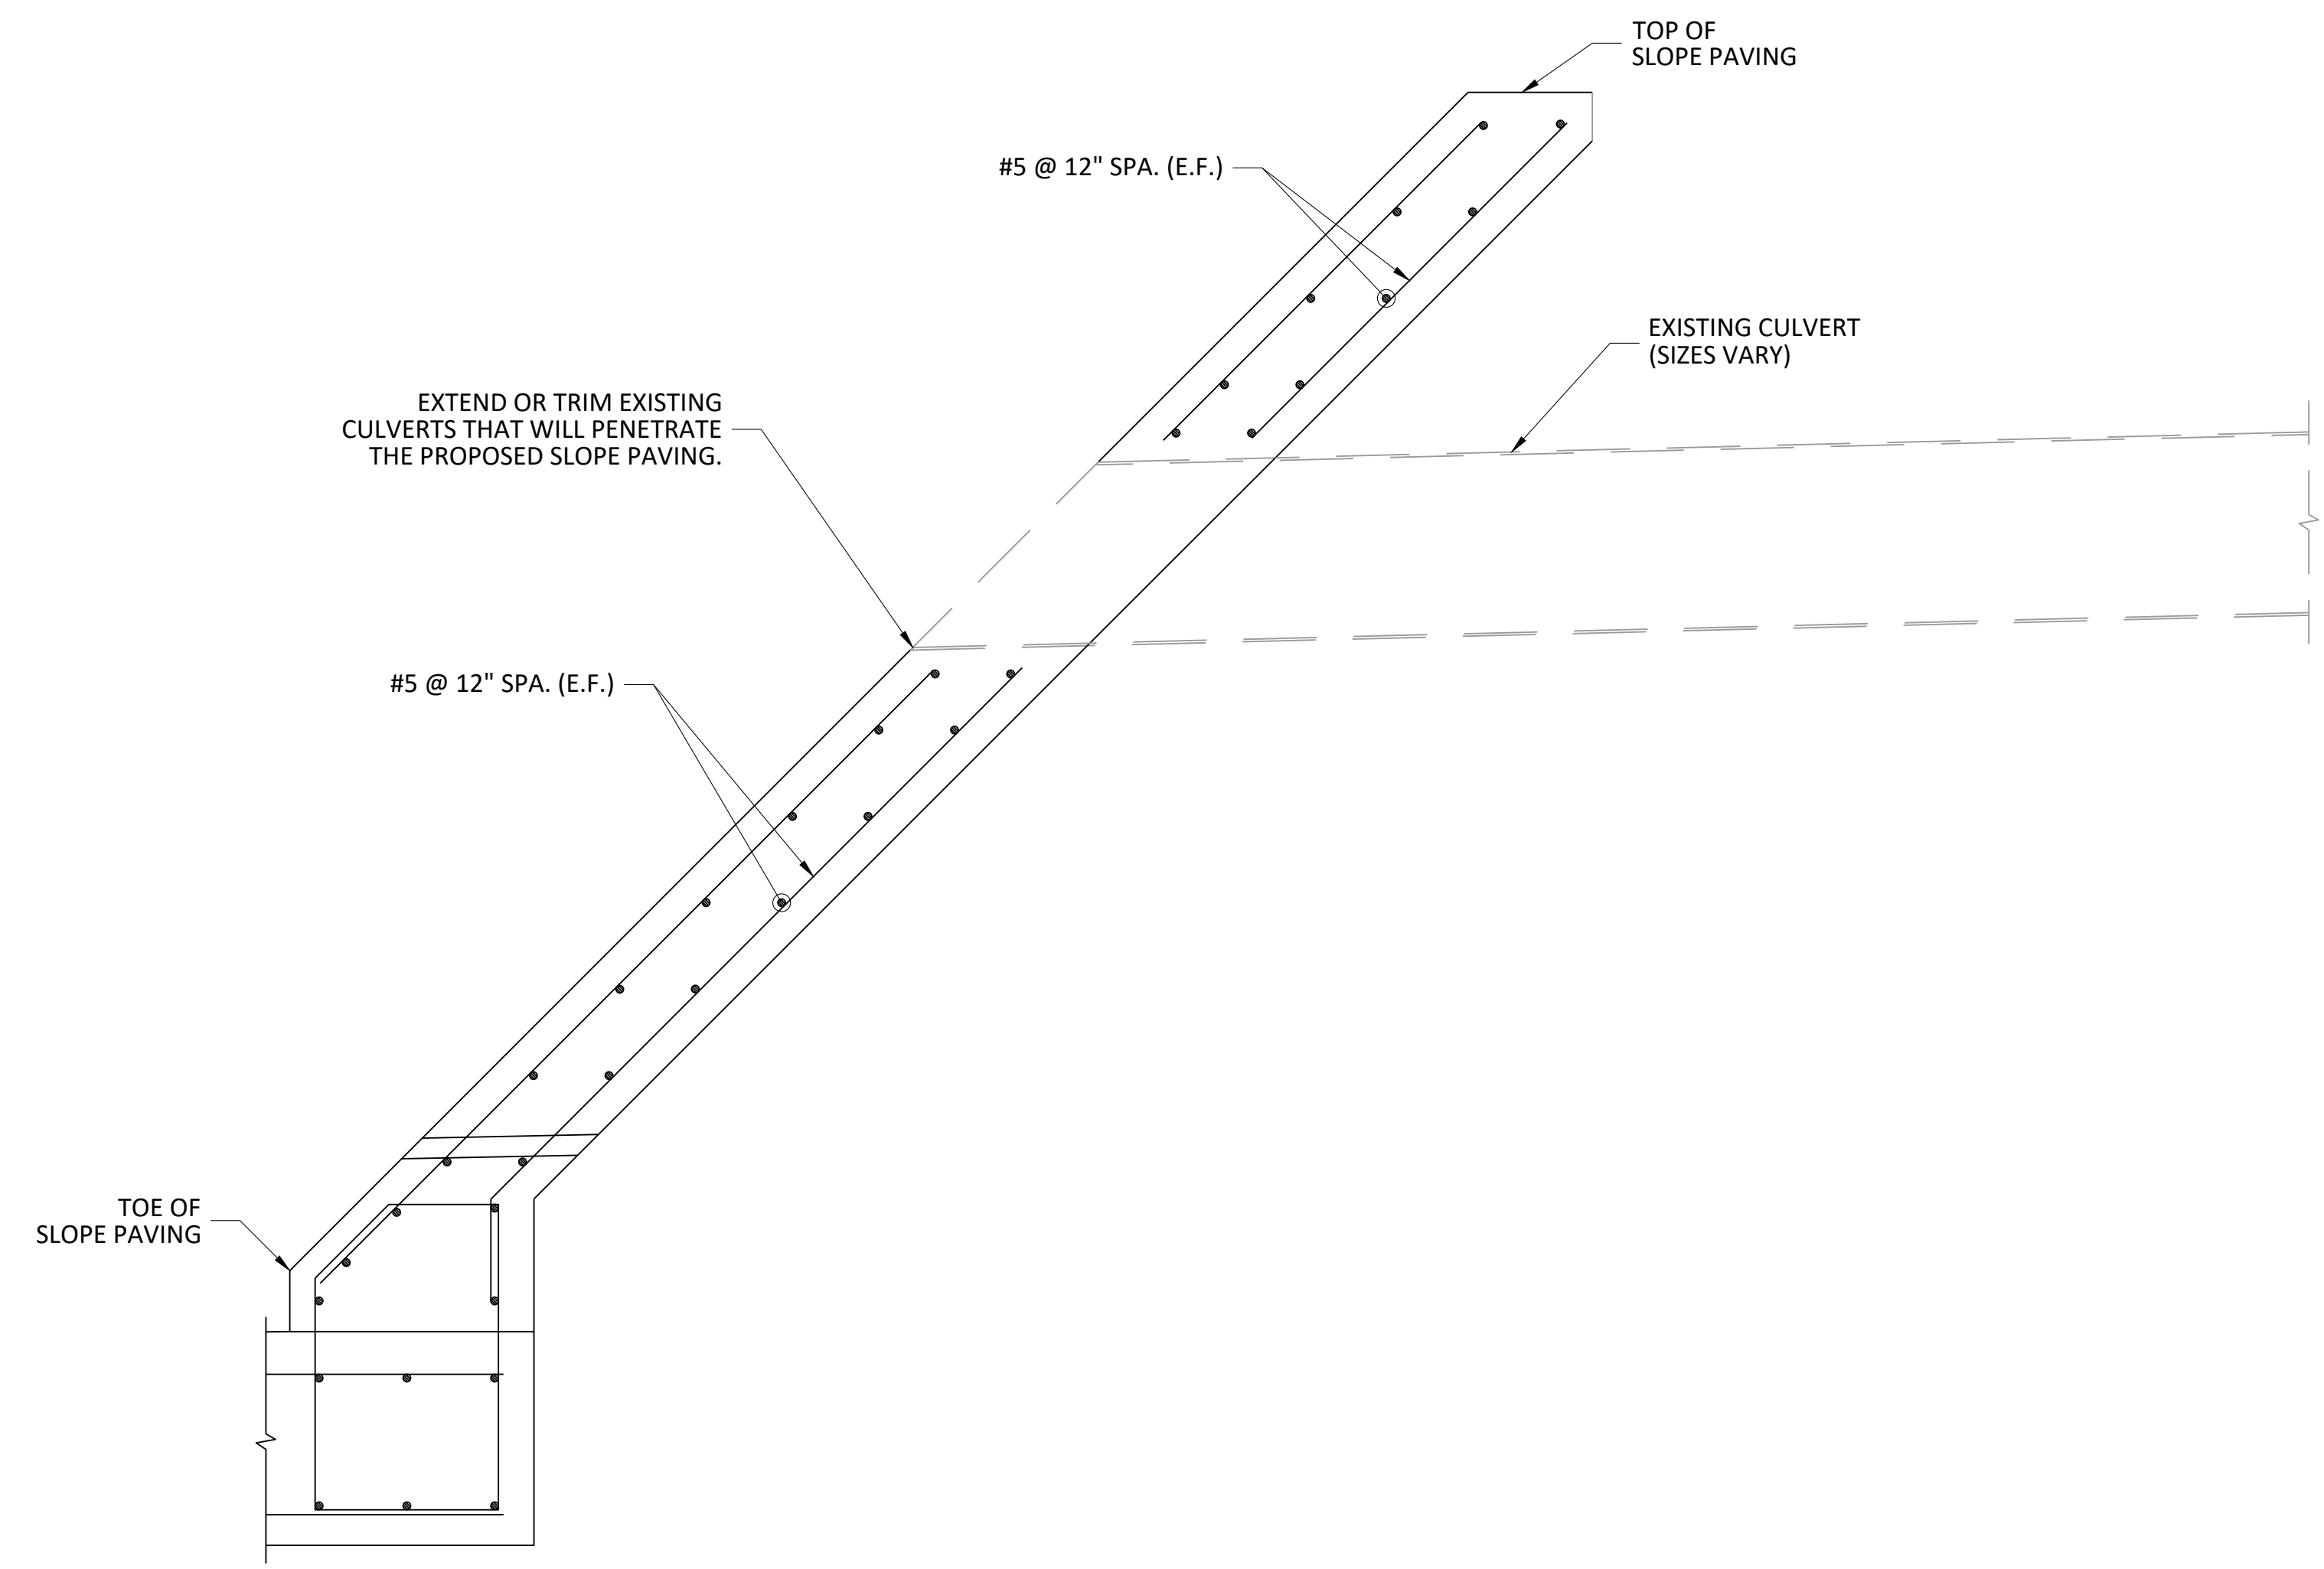 TOP OF
SLOPE PAVING
#5 @ 12" SPA. (E.F.)
EXISTING CULVERT
(SIZES VARY)
EXTEND OR TRIM EXISTING
CULVERTS THAT WILL PENETRATE
THE PROPOSED SLOPE PAVING.
#5 @ 12" SPA. (E.F.)
TOE OF
SLOPE PAVING